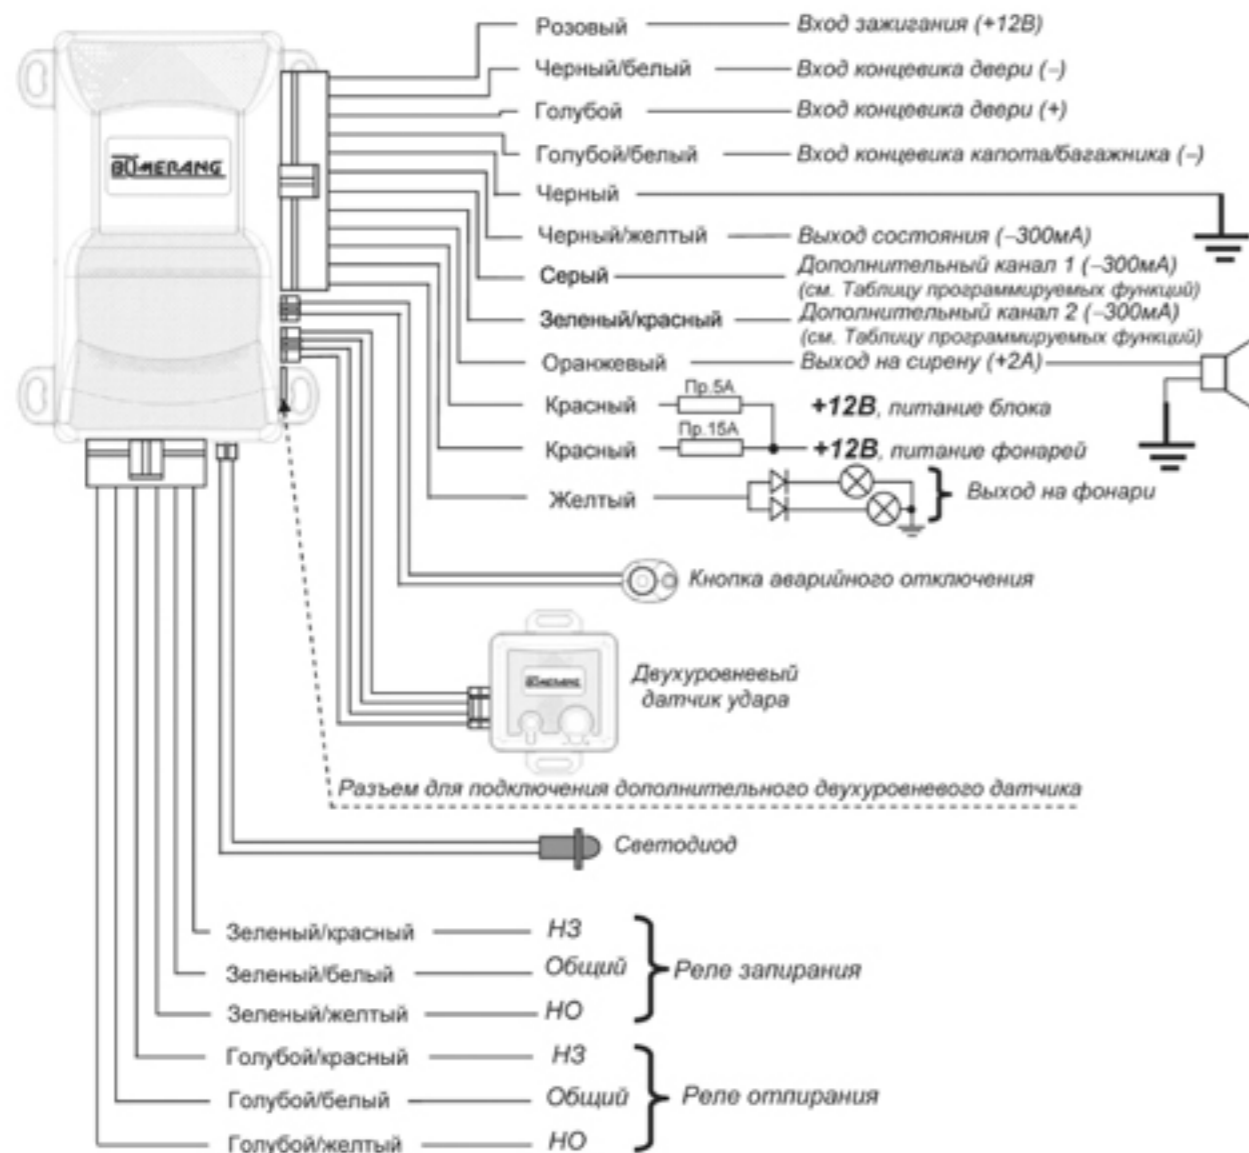 Розовый Вход зажигания (+12В)
Черный/белый Вход концевика двери (–)
BOOMERANG
Голубой Вход концевика двери (+)
Голубой/белый Вход концевика капота/багажника (–)
Черный
Черный/желтый Выход состояния (–300мА)
Серый Дополнительный канал 1 (–300мА)
(см. Таблицу программируемых функций)
Зеленый/красный Дополнительный канал 2 (–300мА)
(см. Таблицу программируемых функций)
Оранжевый Выход на сирену (+2А)
Красный Пр.5А +12В, питание блока
Красный Пр.15А +12В, питание фонарей
Желтый Выход на фонари
Кнопка аварийного отключения
BOOMERANG
Двухуровневый
датчик удара
Разъем для подключения дополнительного двухуровневого датчика
Светодиод
Зеленый/красный НЗ
Зеленый/белый Общий Реле запирания
Зеленый/желтый НО
Голубой/красный НЗ
Голубой/белый Общий Реле отпирания
Голубой/желтый НО